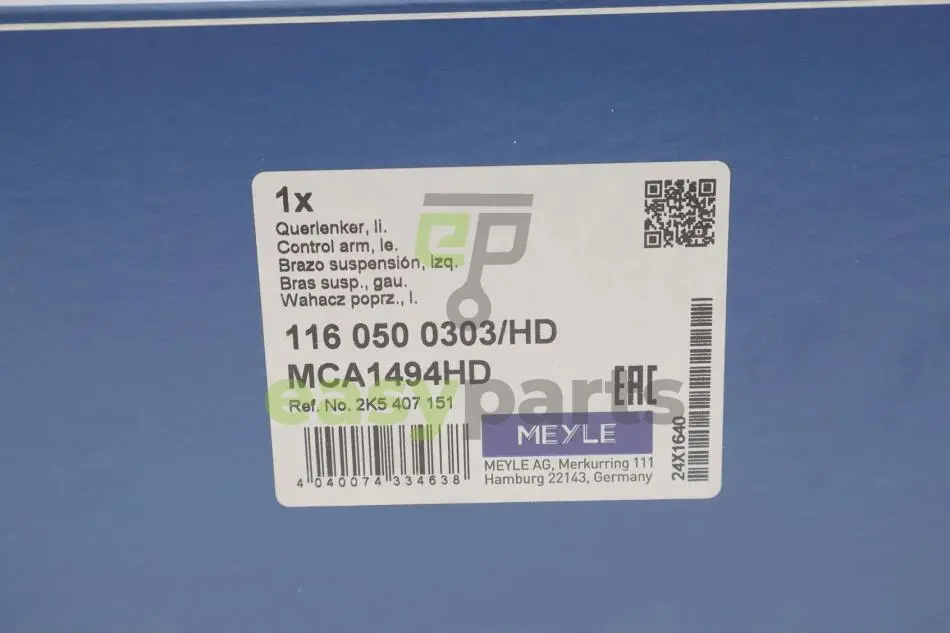 1x
Querlenker, li.
Control arm, le.
Brazo suspensión, izq.
Bras susp., gau.
Wahacz poprz., l.
116 050 0303/HD
MCA1494HD
Ref. No. 2K5 407 151
EAC
MEYLE
MEYLE AG, Merkurring 111
Hamburg 22143, Germany
4 040074 334638
24X1640
ep
easyparts